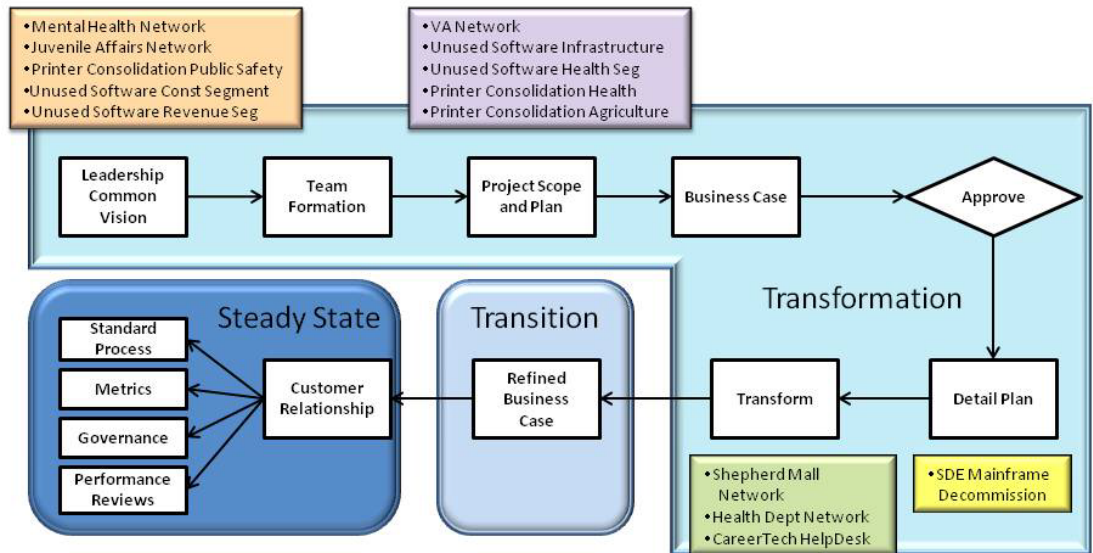 •Mental Health Network
•Juvenile Affairs Network
•Printer Consolidation Public Safety
•Unused Software Const Segment
•Unused Software Revenue Seg
•VA Network
•Unused Software Infrastructure
•Unused Software Health Seg
•Printer Consolidation Health
•Printer Consolidation Agriculture
Leadership
Common
Vision
Team
Formation
Project Scope
and Plan
Business Case
Approve
Transformation
Steady State
Transition
Standard
Process
Metrics
Governance
Performance
Reviews
Customer
Relationship
Refined
Business
Case
Transform
Detail Plan
•Shepherd Mall
Network
•Health Dept Network
•CareerTech HelpDesk
•SDE Mainframe
Decommission